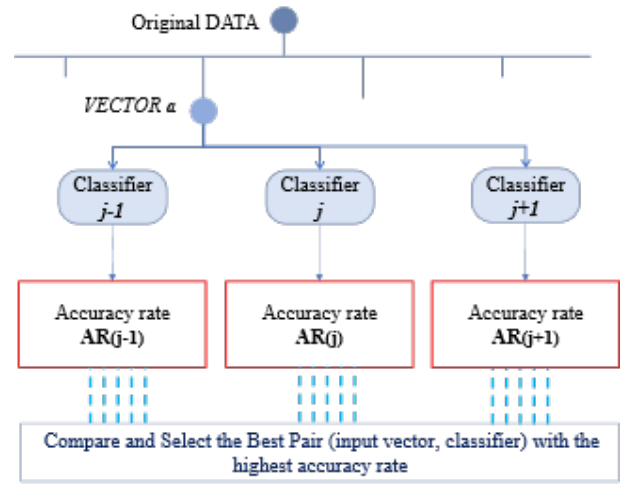 Original DATA
VECTOR a
Classifier
j-1
Classifier
j
Classifier
j+1
Accuracy rate
AR(j-1)
Accuracy rate
AR(j)
Accuracy rate
AR(j+1)
Compare and Select the Best Pair (input vector, classifier) with the
highest accuracy rate